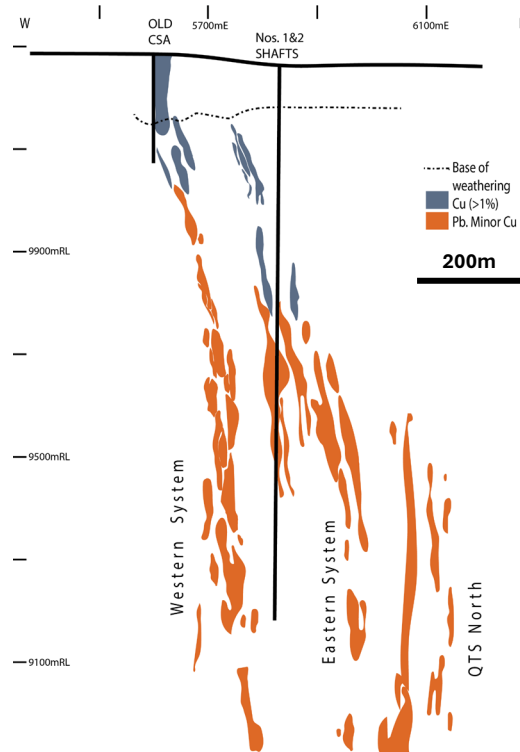 W
OLD
CSA
5700mE
Nos. 1&2
SHAFTS
6100mE
Base of
weathering
Cu (>1%)
Pb. Minor Cu
200m
9900mRL
9500mRL
9100mRL
Western System
Eastern System
QTS North